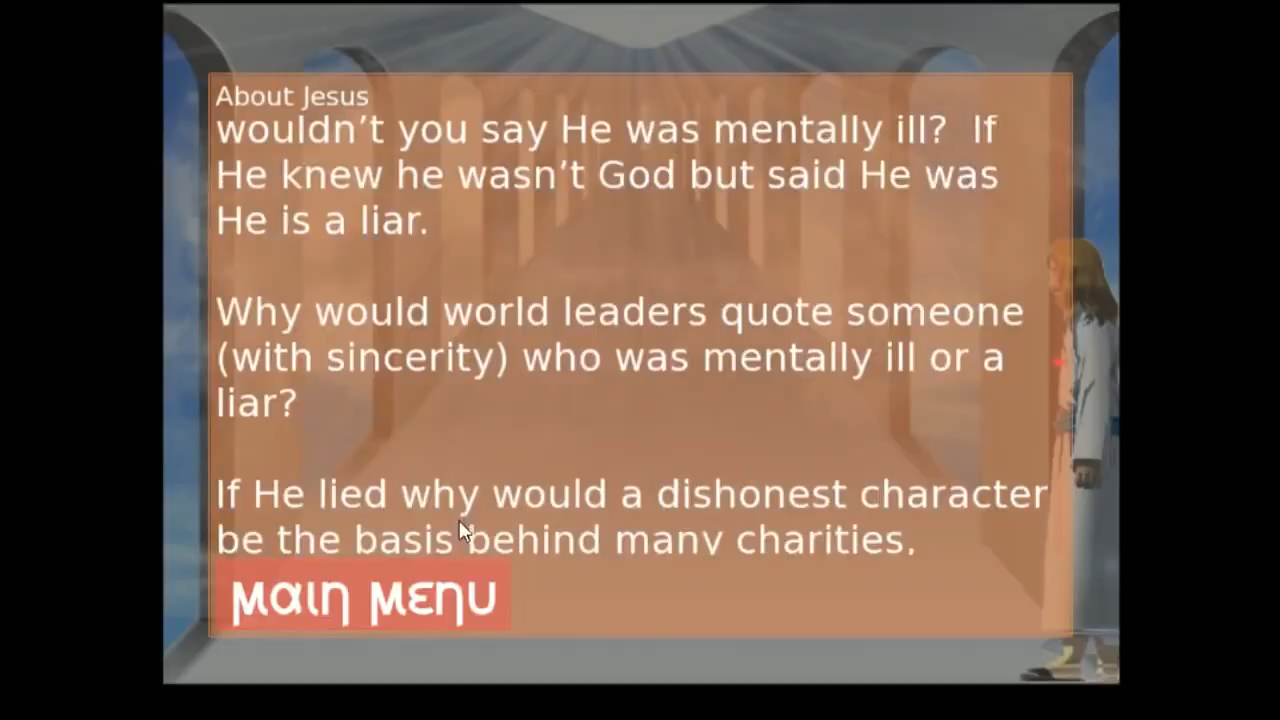 About Jesus
wouldn’t you say He was mentally ill?  If
He knew he wasn’t God but said He was
He is a liar.
Why would world leaders quote someone
(with sincerity) who was mentally ill or a
liar?
If He lied why would a dishonest character
be the basis behind many charities,
Main Menu